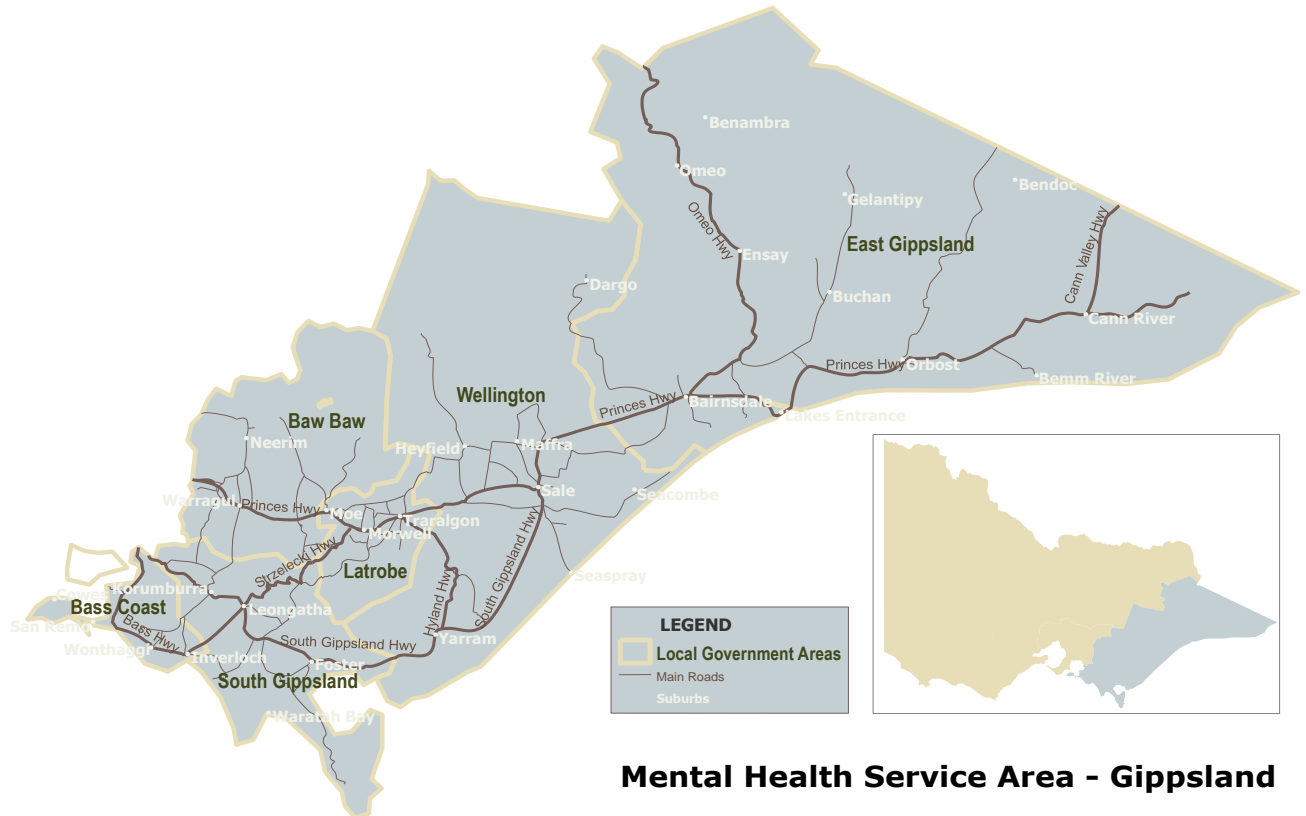 Benambra
Omeo
Bendoc
Gelantipy
Omeo Hwy
East Gippsland
Cann Valley Hwy
Ensay
Dargo
Buchan
Cann River
Princes Hwy
Orbost
Bemm River
Wellington
Princes Hwy
Bairnsdale
Lakes Entrance
Baw Baw
Neerim
Heyfield
Maffra
Warragul
Princes Hwy
Moe
Sale
Seacombe
Traralgon
Morwell
Strzelecki Hwy
Latrobe
South Gippsland Hwy
Seaspray
Hyland Hwy
Cowes
Korumburra
Bass Coast
Leongatha
San Remo
Bass Hwy
South Gippsland Hwy
Yarram
Wonthaggi
Inverloch
Foster
South Gippsland
Waratah Bay
LEGEND
Local Government Areas
Main Roads
Suburbs
Mental Health Service Area - Gippsland